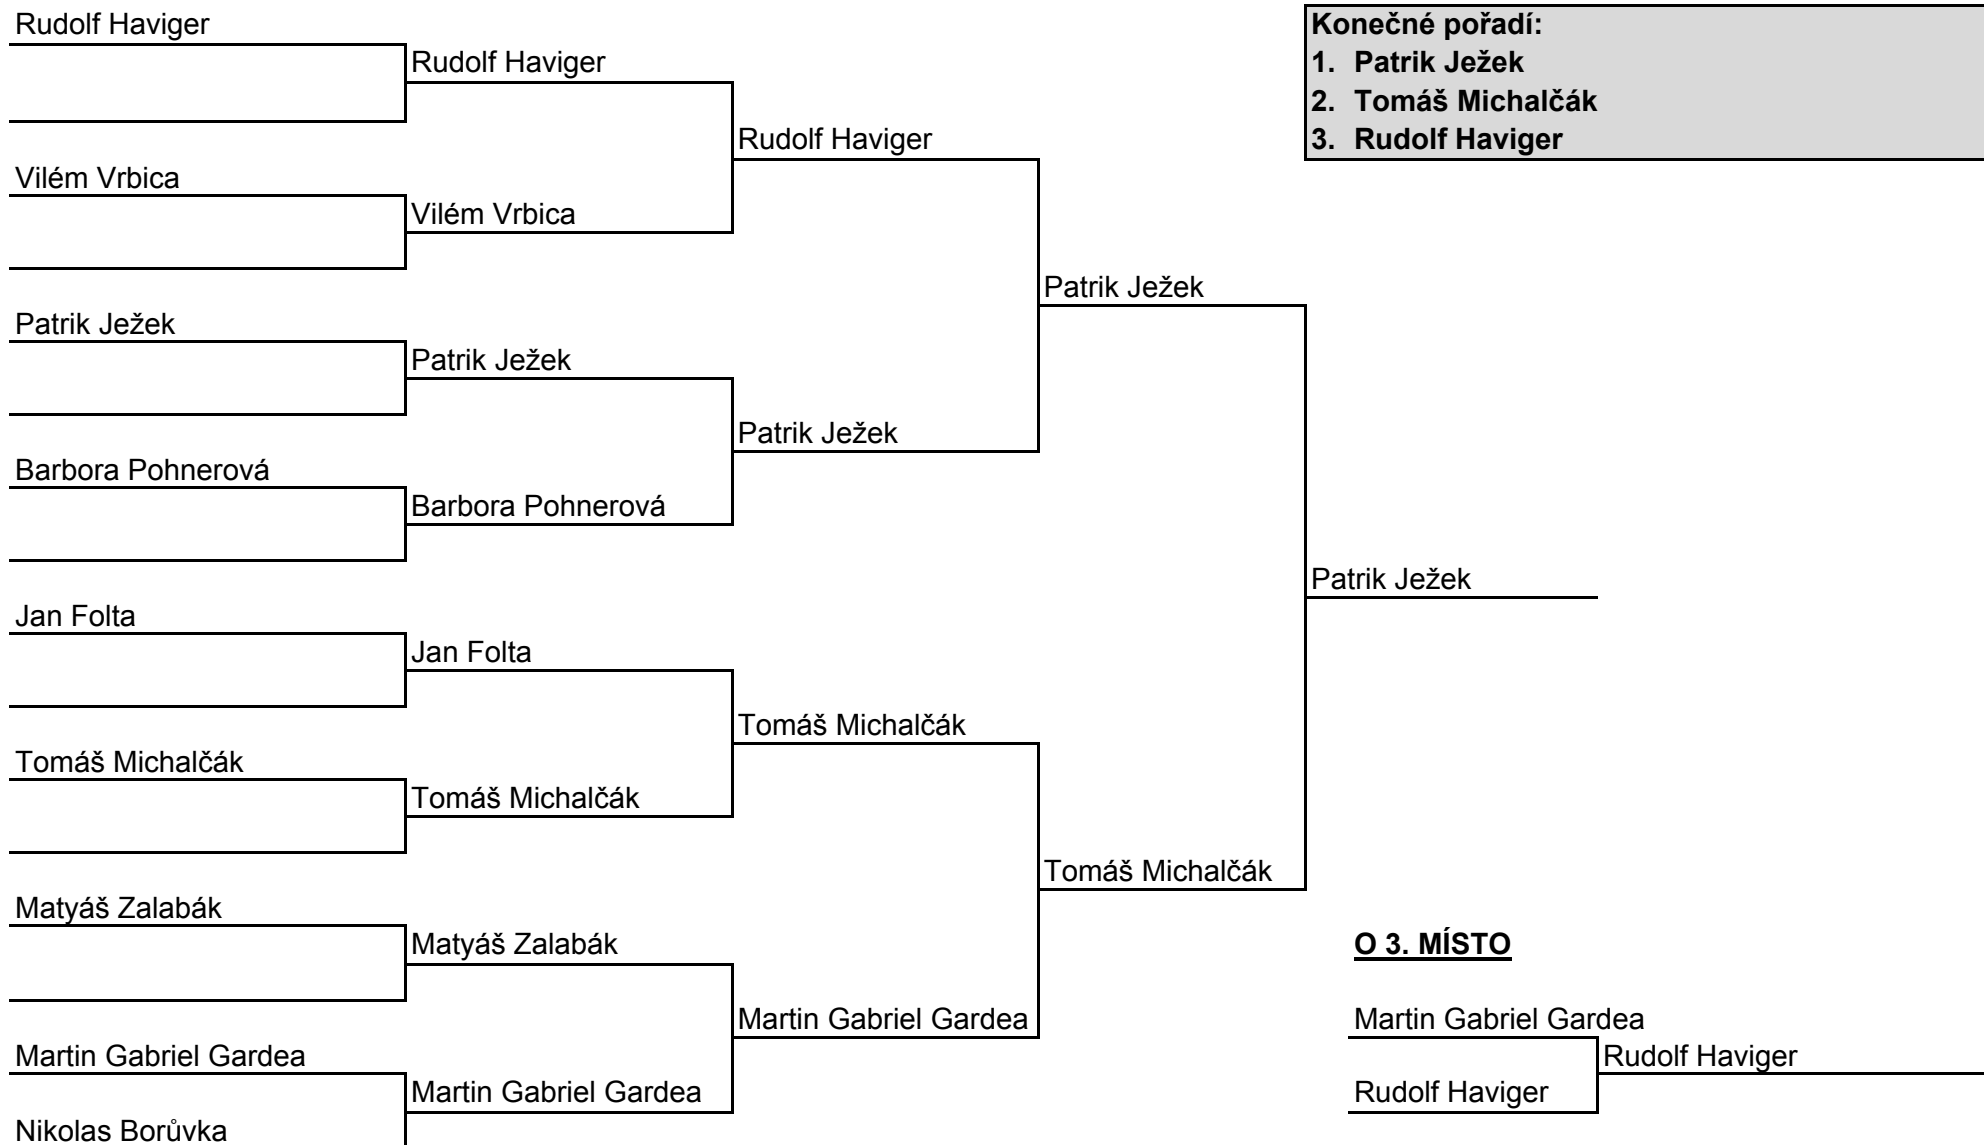 Rudolf Haviger
Vilém Vrbica
Patrik Ježek
Barbora Pohnerová
Jan Folta
Tomáš Michalčák
Matyáš Zalabák
Martin Gabriel Gardea
Nikolas Borůvka
Rudolf Haviger
Vilém Vrbica
Patrik Ježek
Barbora Pohnerová
Jan Folta
Tomáš Michalčák
Matyáš Zalabák
Martin Gabriel Gardea
Rudolf Haviger
Patrik Ježek
Tomáš Michalčák
Martin Gabriel Gardea
Patrik Ježek
Tomáš Michalčák
Patrik Ježek
Konečné pořadí:
1. Patrik Ježek
2. Tomáš Michalčák
3. Rudolf Haviger
O 3. MÍSTO
Martin Gabriel Gardea
Rudolf Haviger
Rudolf Haviger